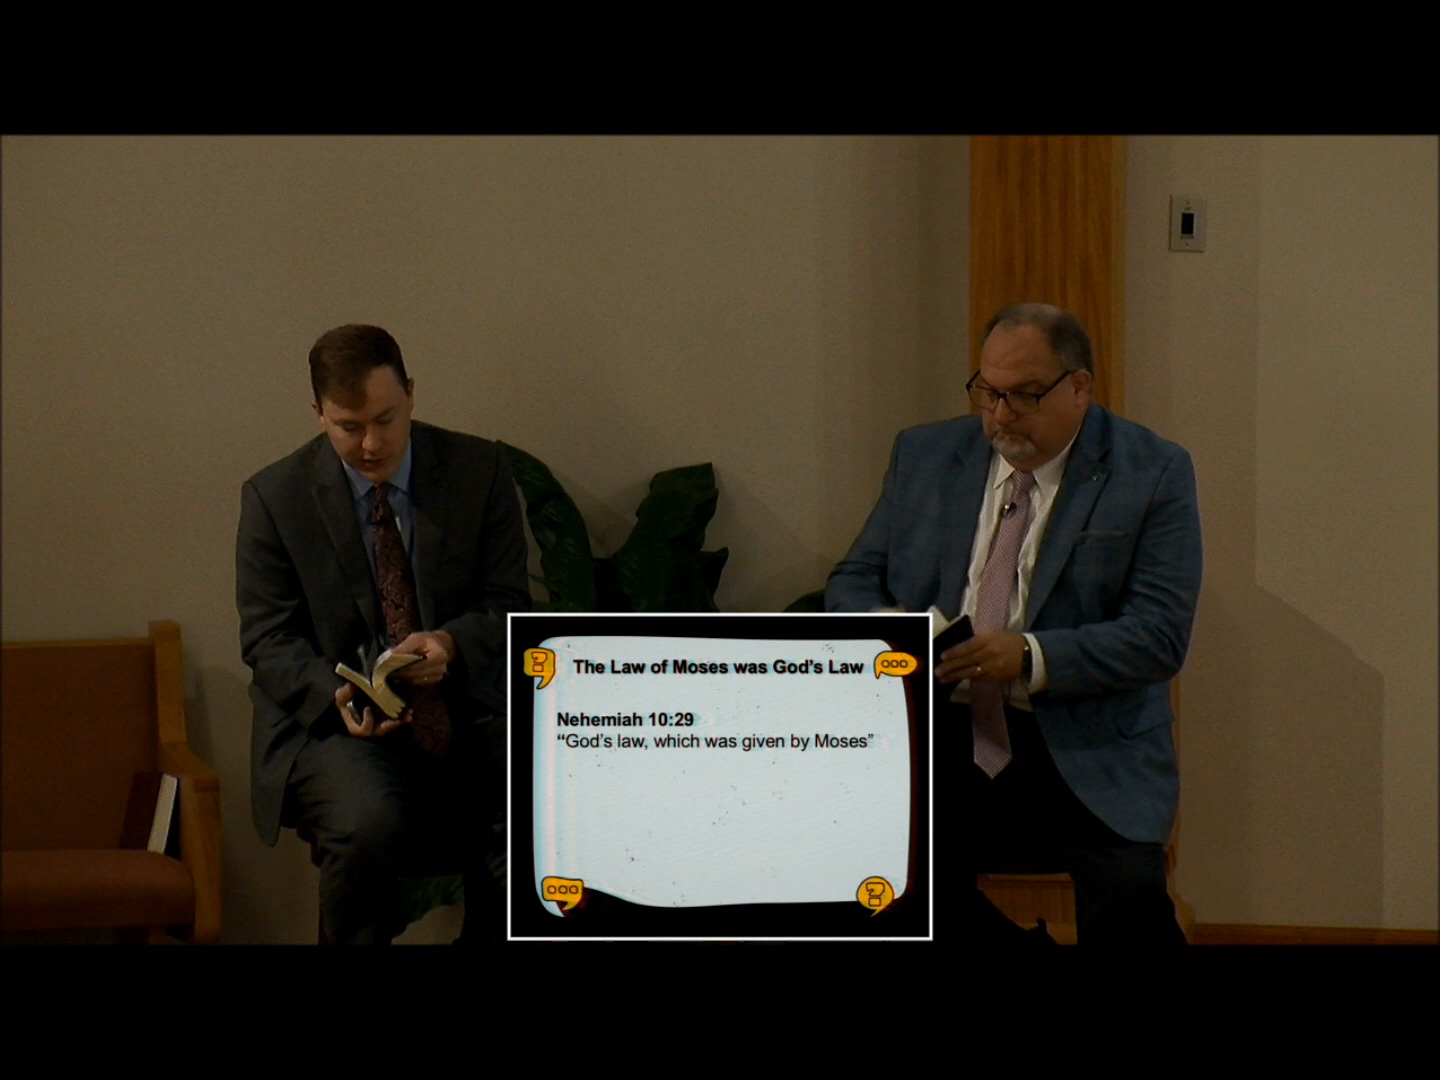 The Law of Moses was God's Law
Nehemiah 10:29
“God's law, which was given by Moses”